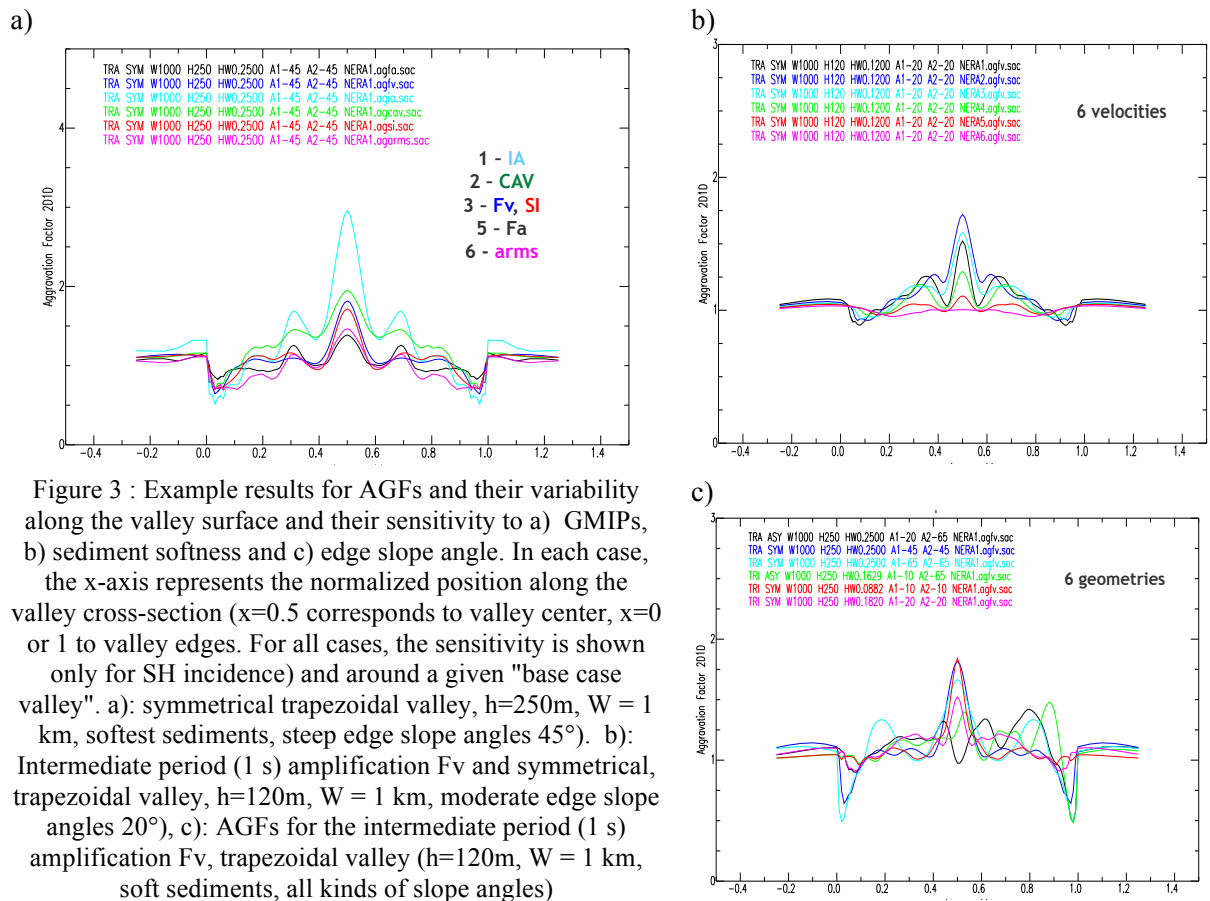 a)
TRA SYM W1000 H250 HW0.2500 A1-45 A2-45 NERA1.agfa.sac
TRA SYM W1000 H250 HW0.2500 A1-45 A2-45 NERA1.agfv.sac
TRA SYM W1000 H250 HW0.2500 A1-45 A2-45 NERA1.agia.sac
TRA SYM W1000 H250 HW0.2500 A1-45 A2-45 NERA1.agcav.sac
TRA SYM W1000 H250 HW0.2500 A1-45 A2-45 NERA1.agsi.sac
TRA SYM W1000 H250 HW0.2500 A1-45 A2-45 NERA1.agarms.sac
1 - IA
2 - CAV
3 - Fv, SI
5 - Fa
6 - arms
Aggravation Factor 2D1D
4
2
0
-0.4 -0.2 0.0 0.2 0.4 0.6 0.8 1.0 1.2 1.4
Figure 3 : Example results for AGFs and their variability
along the valley surface and their sensitivity to a) GMIPs,
b) sediment softness and c) edge slope angle. In each case,
the x-axis represents the normalized position along the
valley cross-section (x=0.5 corresponds to valley center, x=0
or 1 to valley edges. For all cases, the sensitivity is shown
only for SH incidence) and around a given "base case
valley". a): symmetrical trapezoidal valley, h=250m, W = 1
km, softest sediments, steep edge slope angles 45°). b):
Intermediate period (1 s) amplification Fv and symmetrical,
trapezoidal valley, h=120m, W = 1 km, moderate edge slope
angles 20°), c): AGFs for the intermediate period (1 s)
amplification Fv, trapezoidal valley (h=120m, W = 1 km,
soft sediments, all kinds of slope angles)
b)
3
TRA SYM W1000 H120 HW0.1200 A1-20 A2-20 NERA1.agfv.sac
TRA SYM W1000 H120 HW0.1200 A1-20 A2-20 NERA2.agfv.sac
TRA SYM W1000 H120 HW0.1200 A1-20 A2-20 NERA3.agfv.sac
TRA SYM W1000 H120 HW0.1200 A1-20 A2-20 NERA4.agfv.sac
TRA SYM W1000 H120 HW0.1200 A1-20 A2-20 NERA5.agfv.sac
TRA SYM W1000 H120 HW0.1200 A1-20 A2-20 NERA6.agfv.sac
6 velocities
Aggravation Factor 2D1D
2
1
0
-0.4 -0.2 0.0 0.2 0.4 0.6 0.8 1.0 1.2 1.4
c)
3
TRA ASY W1000 H250 HW0.2500 A1-20 A2-65 NERA1.agfv.sac
TRA SYM W1000 H250 HW0.2500 A1-45 A2-45 NERA1.agfv.sac
TRA SYM W1000 H250 HW0.2500 A1-65 A2-65 NERA1.agfv.sac
TRI ASY W1000 H250 HW0.1629 A1-10 A2-65 NERA1.agfv.sac
TRI SYM W1000 H250 HW0.0882 A1-10 A2-10 NERA1.agfv.sac
TRI SYM W1000 H250 HW0.1820 A1-20 A2-20 NERA1.agfv.sac
6 geometries
Aggravation Factor 2D1D
2
1
0
-0.4 -0.2 0.0 0.2 0.4 0.6 0.8 1.0 1.2 1.4